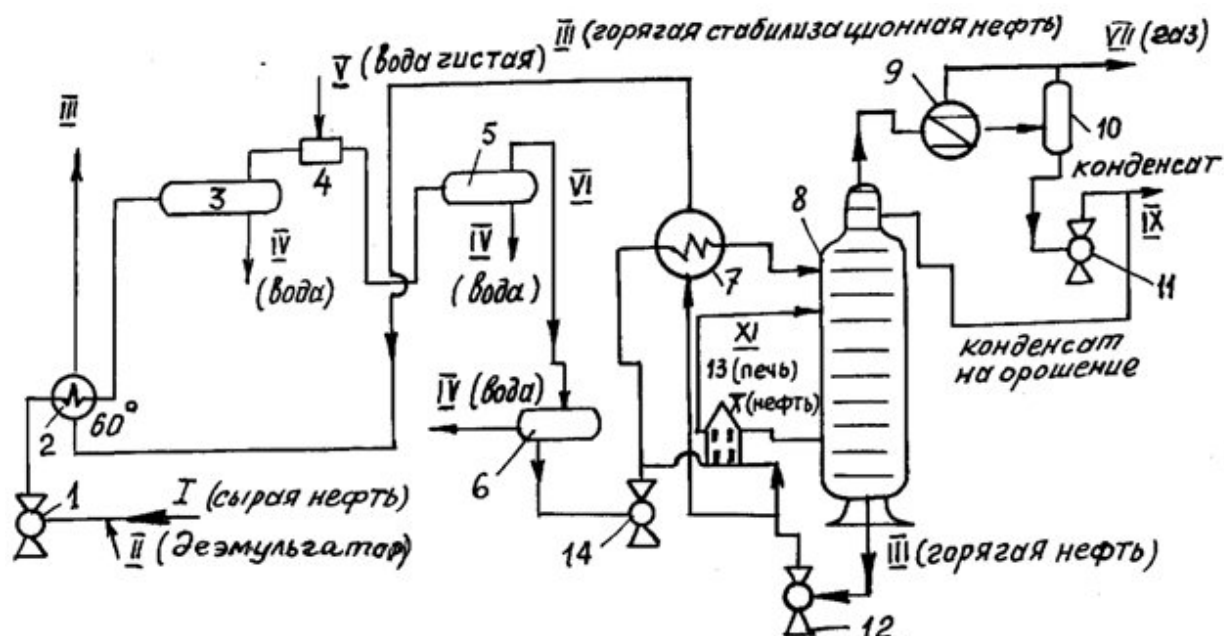 III (горягая стабилизационная нефть)
VII (газ)
V (вода гистая)
III
9
10
5
3
4
VI
8
конденсат
IX
IV
(вода)
IV
(вода)
7
11
XI
конденсат
на орошение
13 (печь)
X (нефть)
IV (вода)
2
60°
6
1
I (сырая нефть)
II (деэмульгатор)
14
III (горягая нефть)
12